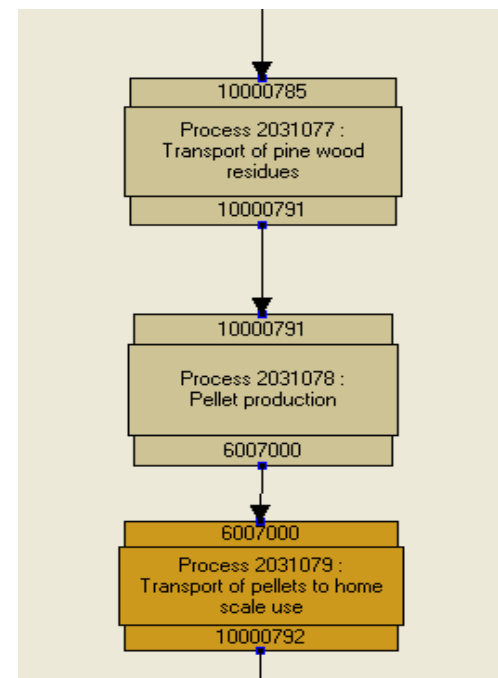 10000785
Process 2031077 :
Transport of pine wood
residues
10000791
10000791
Process 2031078 :
Pellet production
6007000
6007000
Process 2031079 :
Transport of pellets to home
scale use
10000792